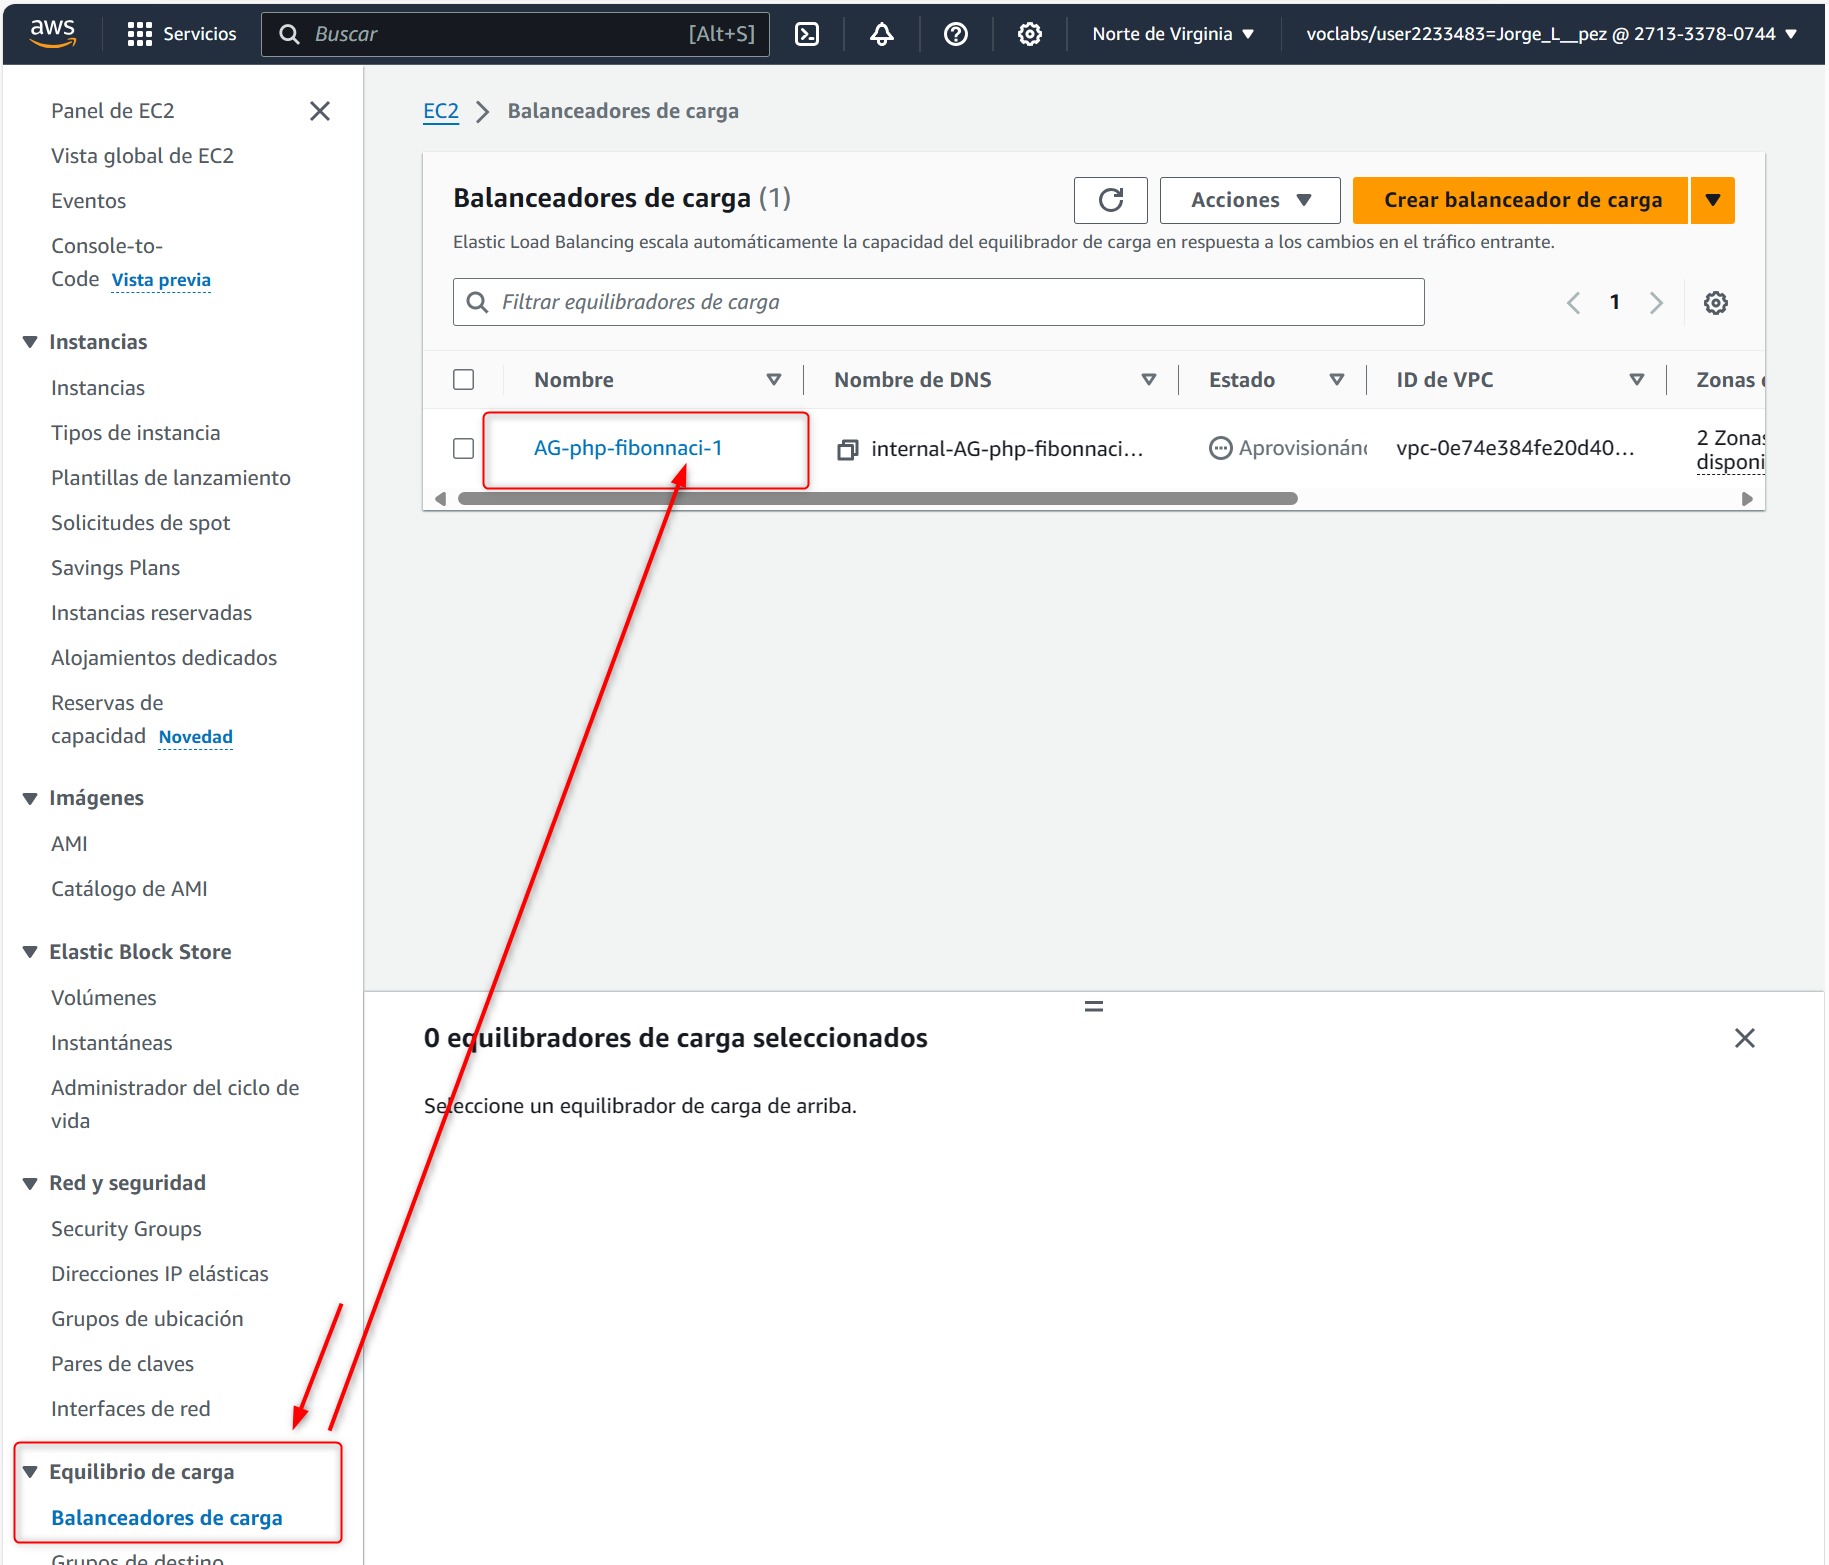 aws
Servicios
Buscar
[Alt+S]
Norte de Virginia
voclabs/user2233483=Jorge_L__pez @ 2713-3378-0744
Panel de EC2
Vista global de EC2
Eventos
Console-to-
Code Vista previa
Instancias
Instancias
Tipos de instancia
Plantillas de lanzamiento
Solicitudes de spot
Savings Plans
Instancias reservadas
Alojamientos dedicados
Reservas de
capacidad Novedad
Imágenes
AMI
Catálogo de AMI
Elastic Block Store
Volúmenes
Instantáneas
Administrador del ciclo de
vida
Red y seguridad
Security Groups
Direcciones IP elásticas
Grupos de ubicación
Pares de claves
Interfaces de red
Equilibrio de carga
Balanceadores de carga
Grupos de destino
EC2
Balanceadores de carga
Balanceadores de carga (1)
Acciones
Crear balanceador de carga
Elastic Load Balancing escala automáticamente la capacidad del equilibrador de carga en respuesta a los cambios en el tráfico entrante.
Filtrar equilibradores de carga
1
Nombre
Nombre de DNS
Estado
ID de VPC
Zonas
AG-php-fibonnaci-1
internal-AG-php-fibonnaci...
Aprovisionánd
vpc-0e74e384fe20d40...
2 Zonas
disponi
0 equilibradores de carga seleccionados
Seleccione un equilibrador de carga de arriba.